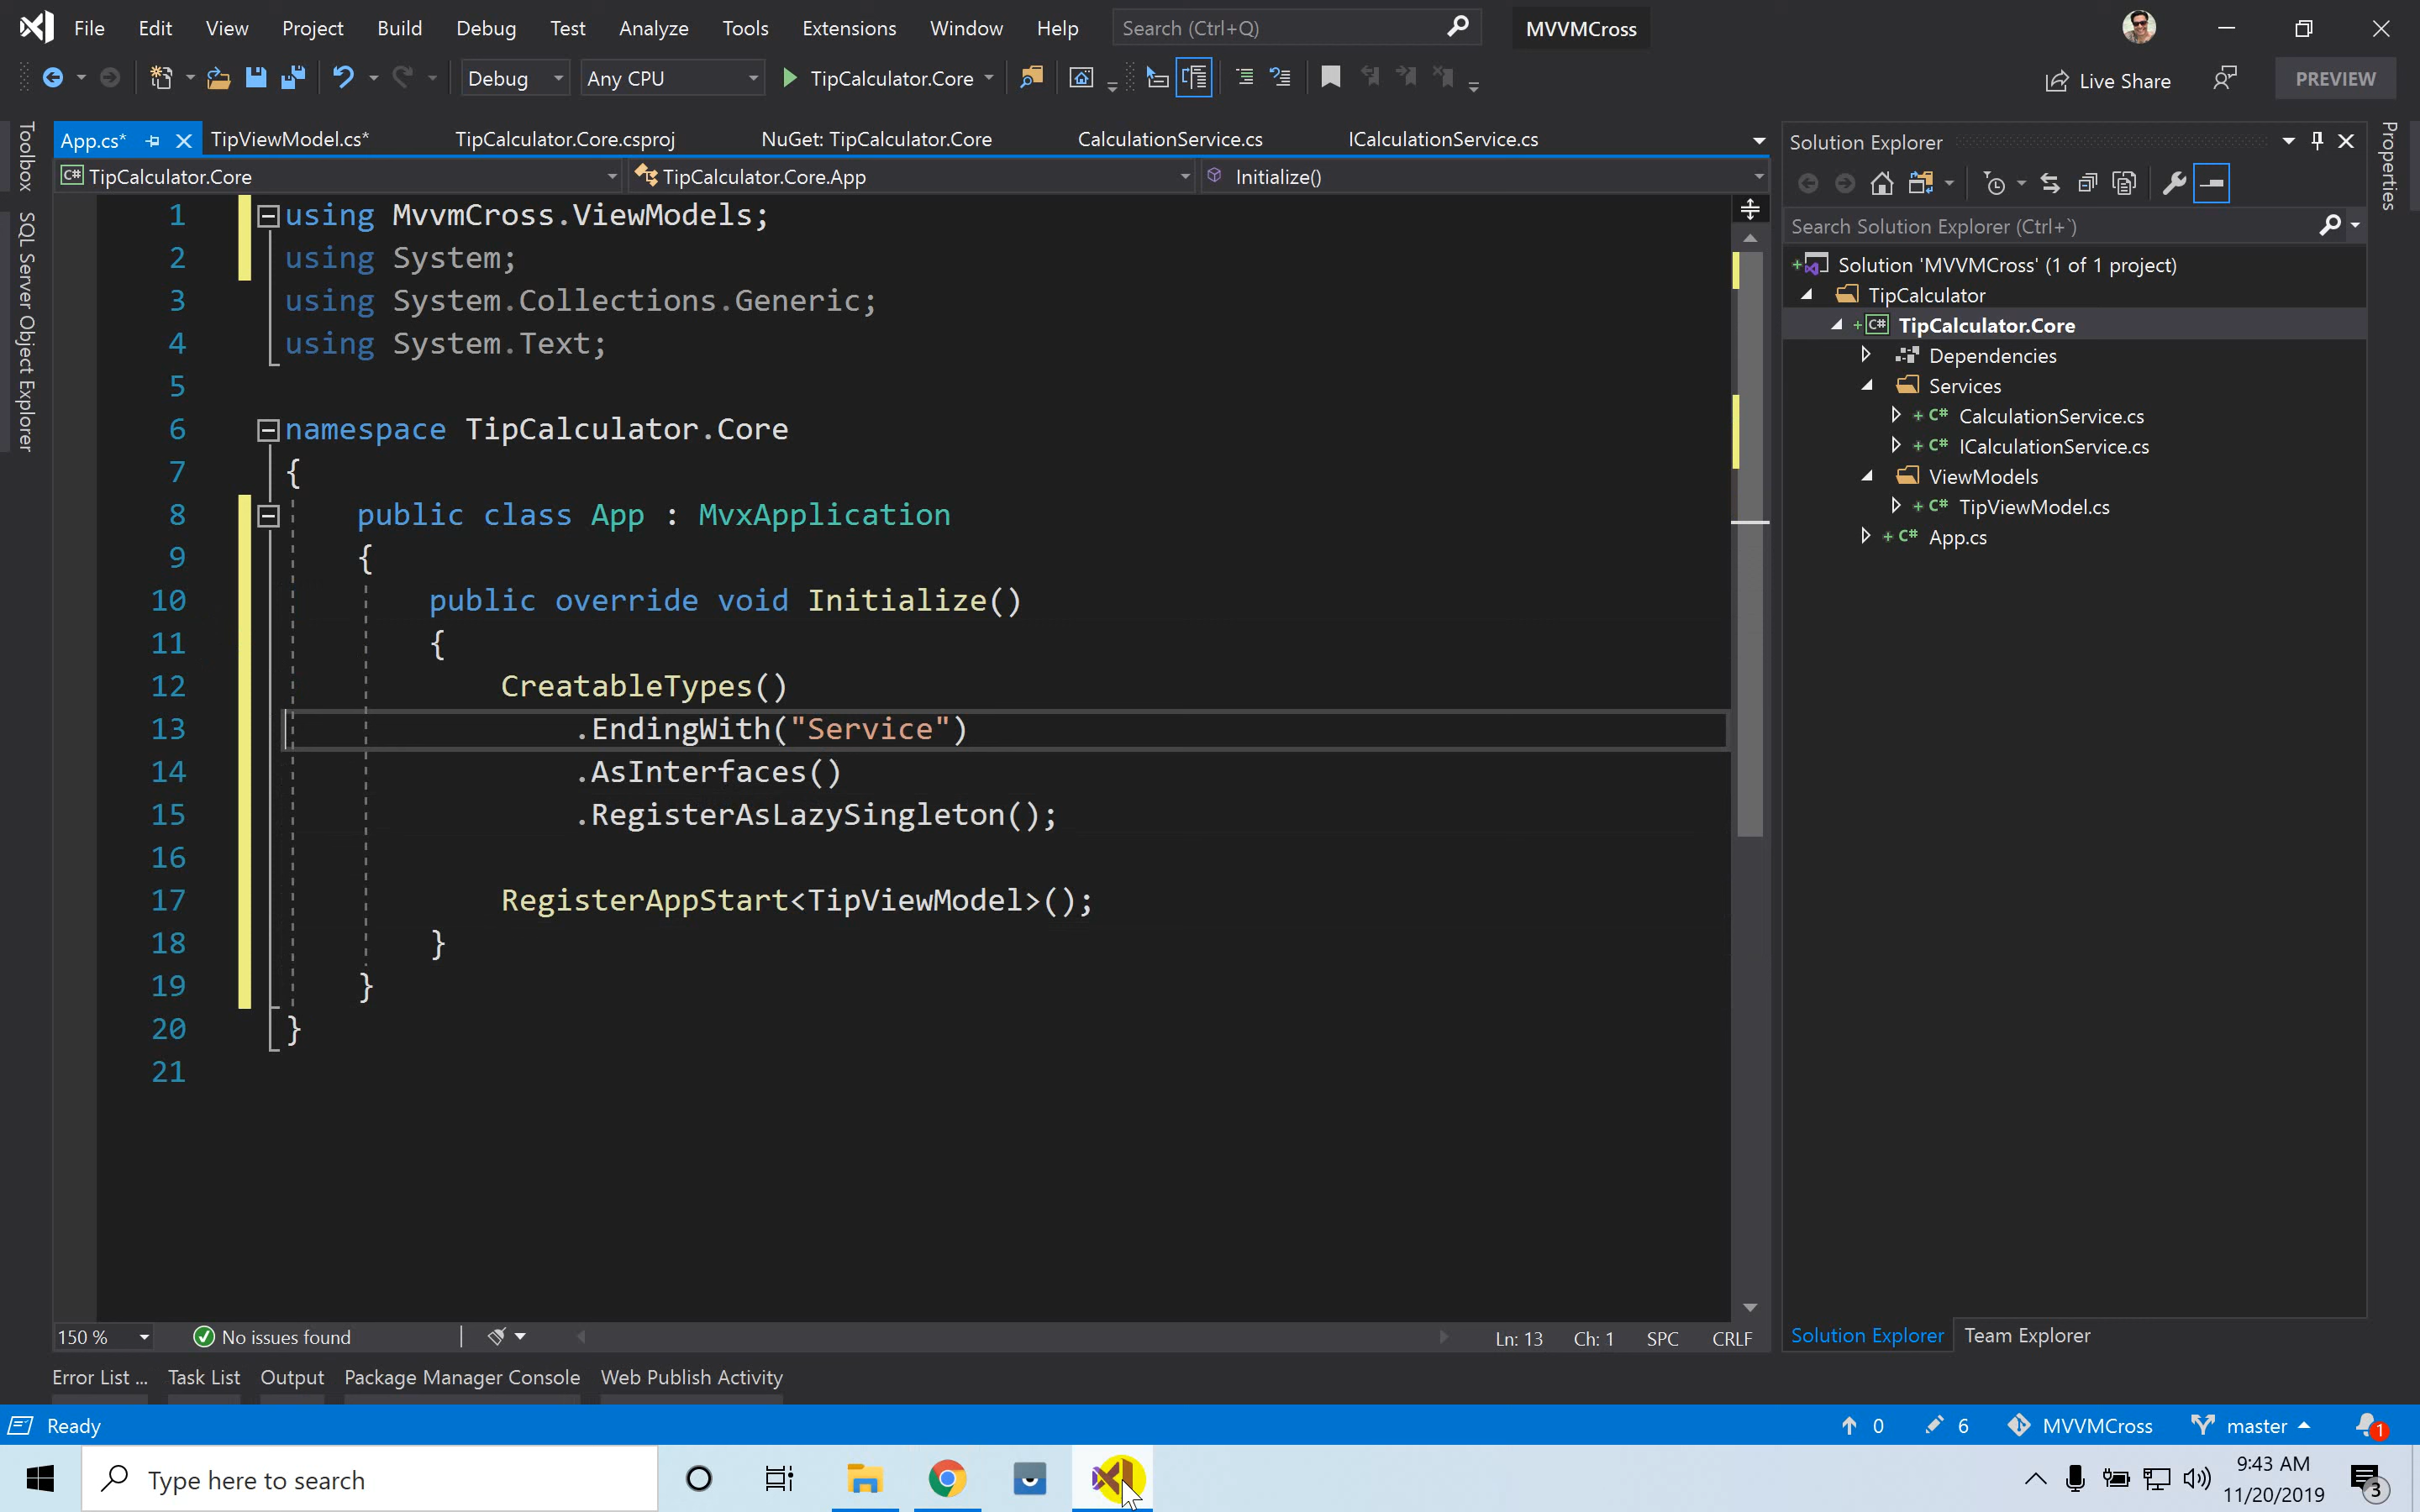 File Edit View Project Build Debug Test Analyze Tools Extensions Window Help Search (Ctrl+Q) MVVMCross
Debug Any CPU TipCalculator.Core Live Share PREVIEW
App.cs* TipViewModel.cs* TipCalculator.Core.csproj NuGet: TipCalculator.Core CalculationService.cs ICalculationService.cs
TipCalculator.Core TipCalculator.Core.App Initialize()
Toolbox
SQL Server Object Explorer
1 using MvvmCross.ViewModels;
2 using System;
3 using System.Collections.Generic;
4 using System.Text;
5
6 namespace TipCalculator.Core
7 {
8 public class App : MvxApplication
9 {
10 public override void Initialize()
11 {
12 CreatableTypes()
13 .EndingWith("Service")
14 .AsInterfaces()
15 .RegisterAsLazySingleton();
16
17 RegisterAppStart<TipViewModel>();
18 }
19 }
20 }
21
150 % No issues found Ln: 13 Ch: 1 SPC CRLF
Solution Explorer
Search Solution Explorer (Ctrl+`)
Solution 'MVVMCross' (1 of 1 project)
TipCalculator
C# TipCalculator.Core
Dependencies
Services
C# CalculationService.cs
C# ICalculationService.cs
ViewModels
C# TipViewModel.cs
C# App.cs
Solution Explorer Team Explorer
Properties
Error List ... Task List Output Package Manager Console Web Publish Activity
Ready 0 6 MVVMCross master 1
Type here to search
9:43 AM
11/20/2019
3